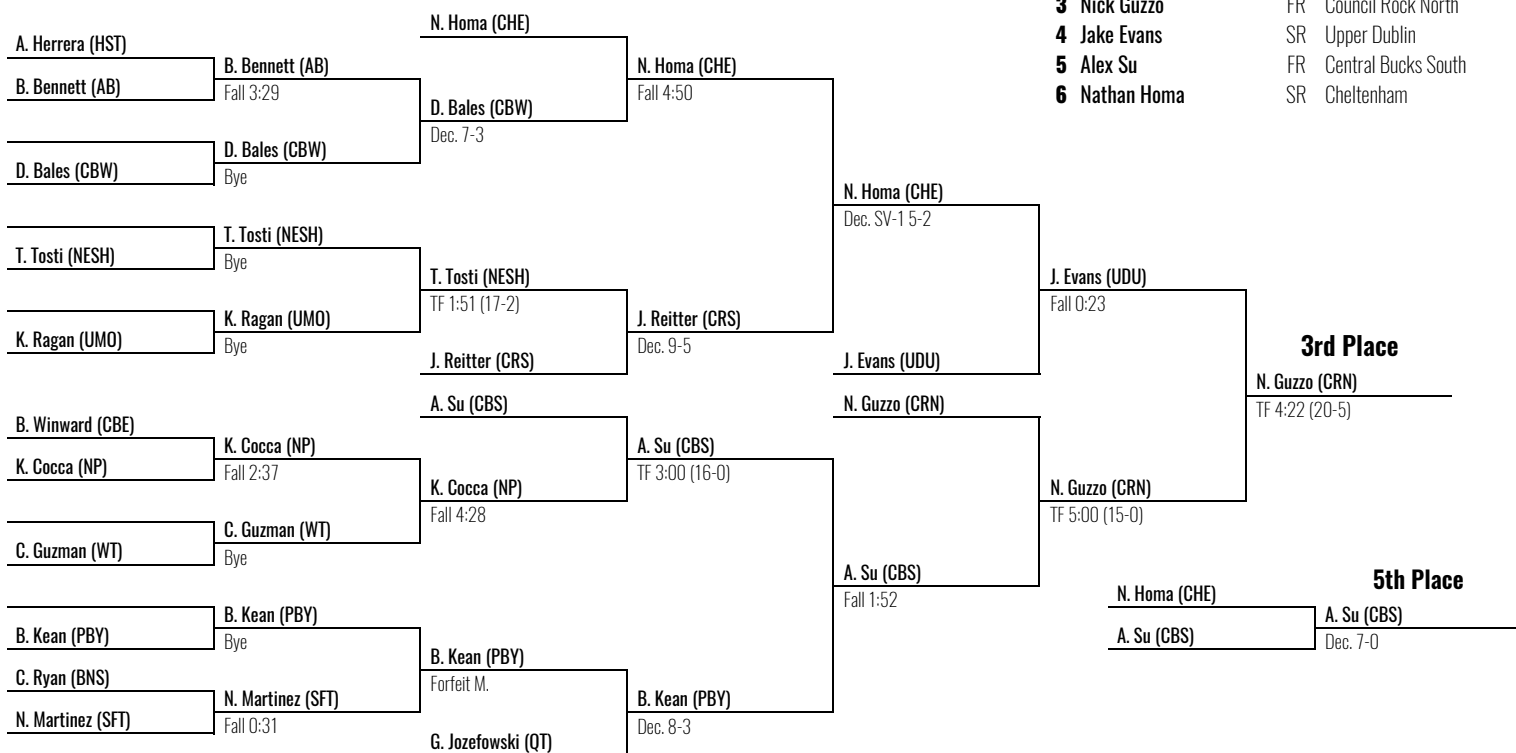 3 Nick Guzzo FR Council Rock North
4 Jake Evans SR Upper Dublin
5 Alex Su FR Central Bucks South
6 Nathan Homa SR Cheltenham
A. Herrera (HST)
B. Bennett (AB)
D. Bales (CBW)
T. Tosti (NESH)
K. Ragan (UMO)
B. Winward (CBE)
K. Cocca (NP)
C. Guzman (WT)
B. Kean (PBY)
C. Ryan (BNS)
N. Martinez (SFT)
B. Bennett (AB)
Fall 3:29
D. Bales (CBW)
Bye
T. Tosti (NESH)
Bye
K. Ragan (UMO)
Bye
K. Cocca (NP)
Fall 2:37
C. Guzman (WT)
Bye
B. Kean (PBY)
Bye
N. Martinez (SFT)
Fall 0:31
N. Homa (CHE)
D. Bales (CBW)
Dec. 7-3
T. Tosti (NESH)
TF 1:51 (17-2)
J. Reitter (CRS)
A. Su (CBS)
K. Cocca (NP)
Fall 4:28
B. Kean (PBY)
Forfeit M.
G. Jozefowski (QT)
N. Homa (CHE)
Fall 4:50
J. Reitter (CRS)
Dec. 9-5
A. Su (CBS)
TF 3:00 (16-0)
B. Kean (PBY)
Dec. 8-3
N. Homa (CHE)
Dec. SV-1 5-2
J. Evans (UDU)
N. Guzzo (CRN)
A. Su (CBS)
Fall 1:52
J. Evans (UDU)
Fall 0:23
N. Guzzo (CRN)
TF 5:00 (15-0)
3rd Place
N. Guzzo (CRN)
TF 4:22 (20-5)
5th Place
N. Homa (CHE)
A. Su (CBS)
A. Su (CBS)
Dec. 7-0